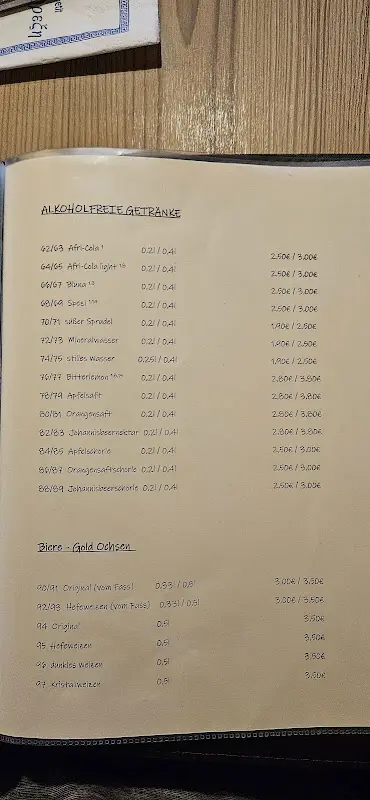 ALKOHOLFREIE GETRÄNKE
62/63 Afri-Cola ¹ 0,2l / 0,4l 2,50€ / 3,00€
64/65 Afri-Cola light 0,2l / 0,4l 2,50€ / 3,00€
66/67 Bluna 0,2l / 0,4l 2,50€ / 3,00€
68/69 Spezi 0,2l / 0,4l 2,50€ / 3,00€
70/71 süßer Sprudel 0,2l / 0,4l 1,90€ / 2,50€
72/73 Mineralwasser 0,2l / 0,4l 1,90€ / 2,50€
74/75 stilles Wasser 0,25l / 0,4l 1,90€ / 2,50€
76/77 Bitterlemon 0,2l / 0,4l 2,80€ / 3,80€
78/79 Apfelsaft 0,2l / 0,4l 2,80€ / 3,80€
80/81 Orangensaft 0,2l / 0,4l 2,80€ / 3,80€
82/83 Johannisbeernektar 0,2l / 0,4l 2,80€ / 3,80€
84/85 Apfelschorle 0,2l / 0,4l 2,50€ / 3,00€
86/87 Orangensaftschorle 0,2l / 0,4l 2,50€ / 3,00€
88/89 Johannisbeerschorle 0,2l / 0,4l 2,50€ / 3,00€
Biere - Gold Ochsen
90/91 Original (vom Fass) 0,33l / 0,5l 3,00€ / 3,50€
92/93 Hefeweizen (vom Fass) 0,33l / 0,5l 3,00€ / 3,50€
94 Original 0,5l 3,50€
95 Hefeweizen 0,5l 3,50€
96 dunkles Weizen 0,5l 3,50€
97 Kristallweizen 0,5l 3,50€